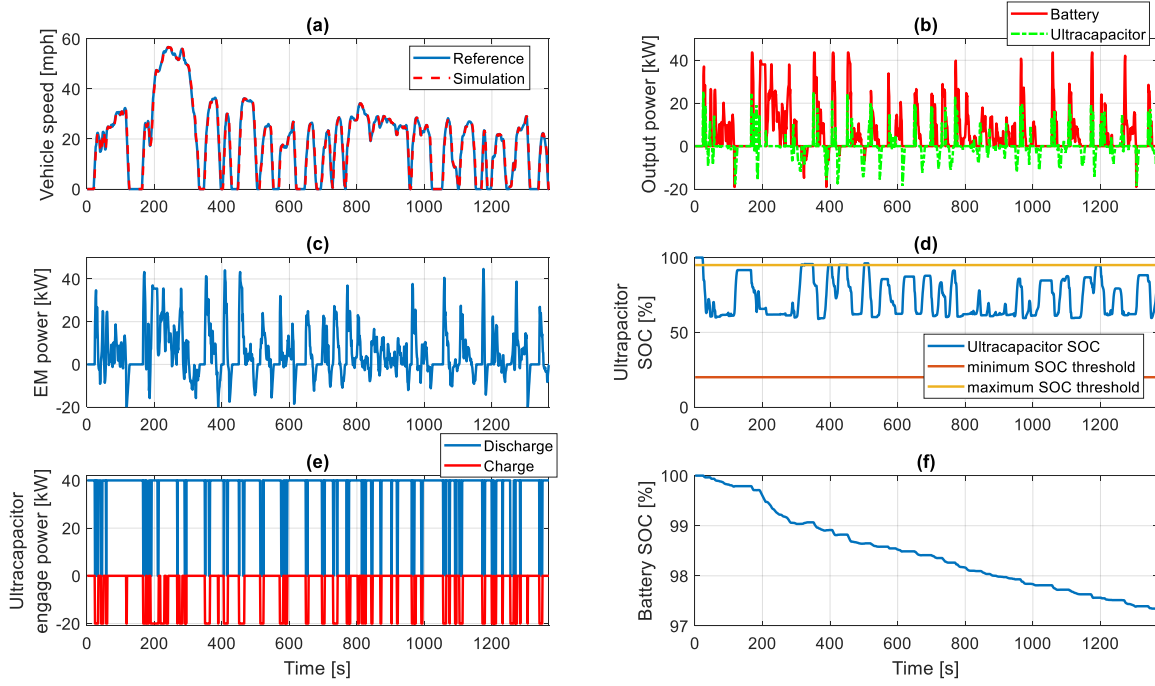 (a)
Vehicle speed [mph]
60
40
20
0
0 200 400 600 800 1000 1200
Reference
Simulation
(b)
Output power [kW]
40
20
0
-20
0 200 400 600 800 1000 1200
Battery
Ultracapacitor
(c)
EM power [kW]
40
20
0
-20
0 200 400 600 800 1000 1200
(d)
Ultrapacitor
SOC [%]
100
50
0
0 200 400 600 800 1000 1200
Ultracapacitor SOC
minimum SOC threshold
maximum SOC threshold
(e)
Ultracapacitor
engage power [kW]
40
20
0
-20
0 200 400 600 800 1000 1200
Time [s]
Discharge
Charge
(f)
Battery SOC [%]
100
99
98
97
0 200 400 600 800 1000 1200
Time [s]